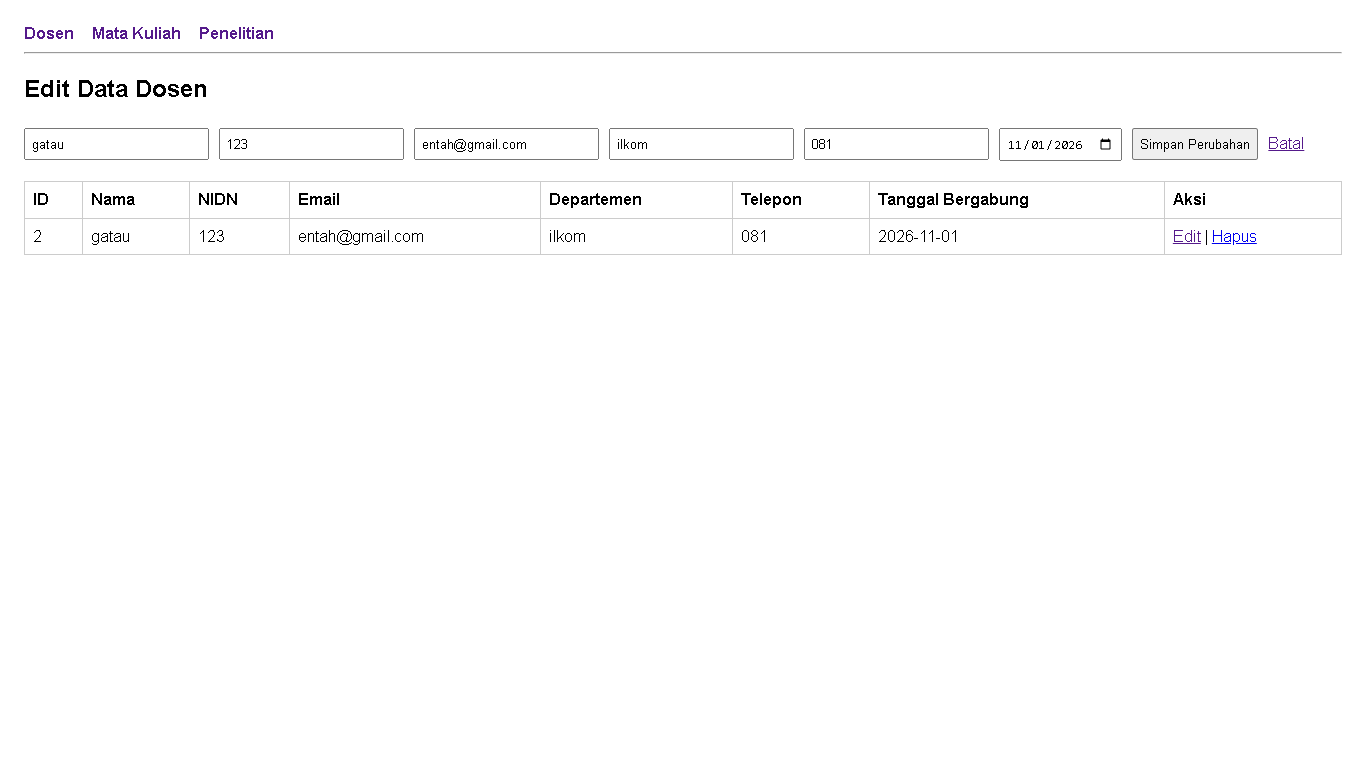 Dosen Mata Kuliah Penelitian
Edit Data Dosen
gatau 123 entah@gmail.com ilkom 081 11/01/2026 Simpan Perubahan Batal
ID Nama NIDN Email Departemen Telepon Tanggal Bergabung Aksi
2 gatau 123 entah@gmail.com ilkom 081 2026-11-01 Edit | Hapus